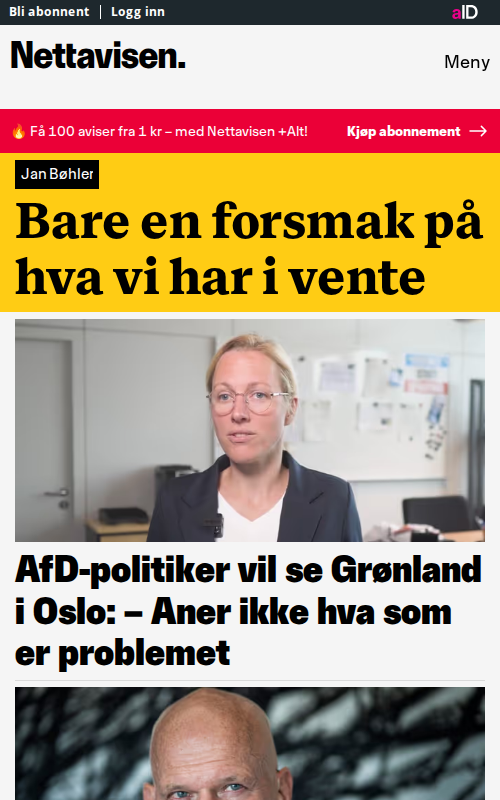 Bli abonnent
Logg inn
aID
Nettavisen.
Meny
🔥 Få 100 aviser fra 1 kr – med Nettavisen +Alt!
Kjøp abonnement →
Jan Bøhler
Bare en forsmak på
hva vi har i vente
AfD-politiker vil se Grønland
i Oslo: – Aner ikke hva som
er problemet